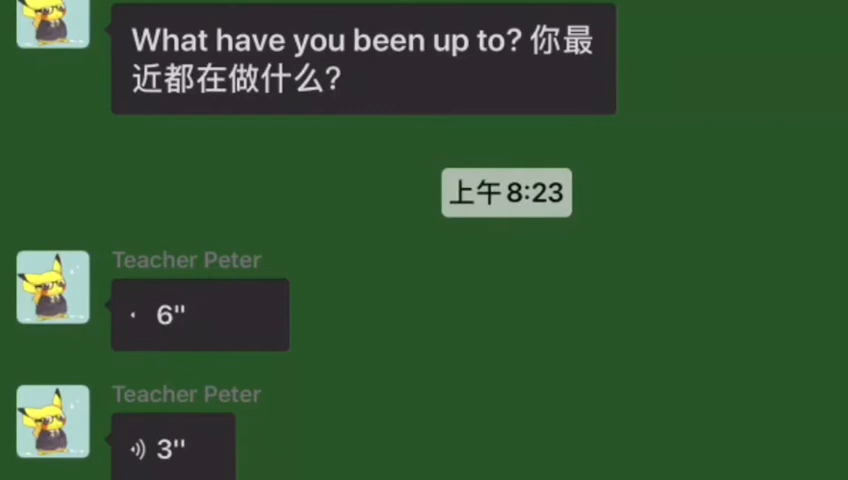 What have you been up to? 你最
近都在做什么?
上午8:23
Teacher Peter
6"
Teacher Peter
3"